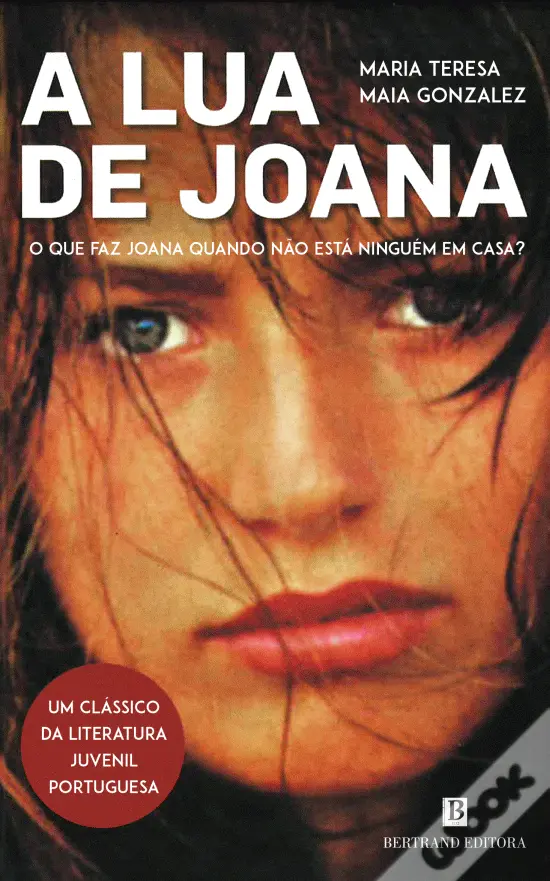 A LUA
DE JOANA
MARIA TERESA
MAIA GONZALEZ
O QUE FAZ JOANA QUANDO NÃO ESTÁ NINGUÉM EM CASA?
UM CLÁSSICO
DA LITERATURA
JUVENIL
PORTUGUESA
B
BERTRAND EDITORA
WOOK